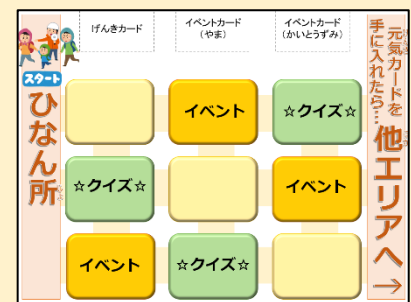 げんきカード
イベントカード
(やま)
イベントカード
(かいとうずみ)
スタート
ひなん所
イベント
☆クイズ☆
☆クイズ☆
イベント
イベント
☆クイズ☆
元気カードを
手に入れたら…
他エリアへ→